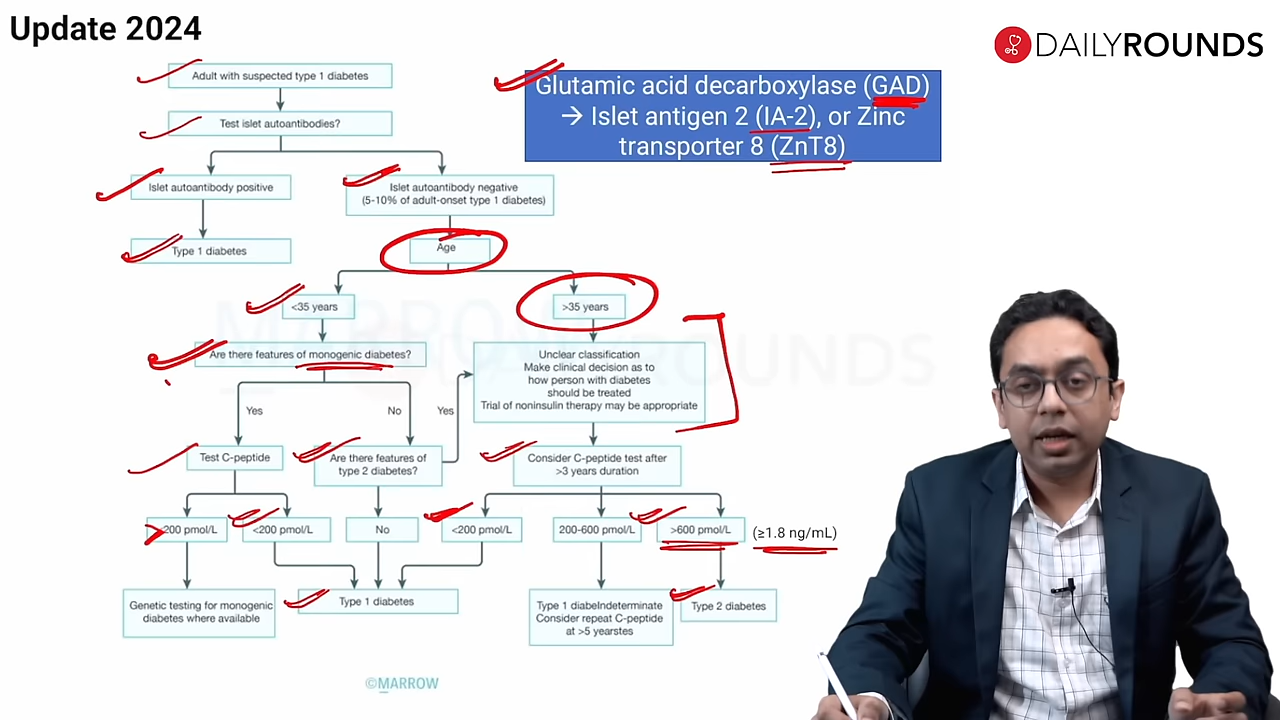 Update 2024
DAILYROUNDS
Glutamic acid decarboxylase (GAD)
→ Islet antigen 2 (IA-2), or Zinc
transporter 8 (ZnT8)
Adult with suspected type 1 diabetes
Test islet autoantibodies?
Islet autoantibody positive
Islet autoantibody negative
(5-10% of adult-onset type 1 diabetes)
Type 1 diabetes
Age
<35 years
>35 years
Are there features of monogenic diabetes?
Unclear classification
Make clinical decision as to
how person with diabetes
should be treated
Trial of noninsulin therapy may be appropriate
Yes
No
Yes
Test C-peptide
Are there features of
type 2 diabetes?
Consider C-peptide test after
>3 years duration
>200 pmol/L
<200 pmol/L
No
<200 pmol/L
200-600 pmol/L
>600 pmol/L
(≥1.8 ng/mL)
Genetic testing for monogenic
diabetes where available
Type 1 diabetes
Type 1 diabeIndeterminate
Consider repeat C-peptide
at >5 yearstes
Type 2 diabetes
©MARROW